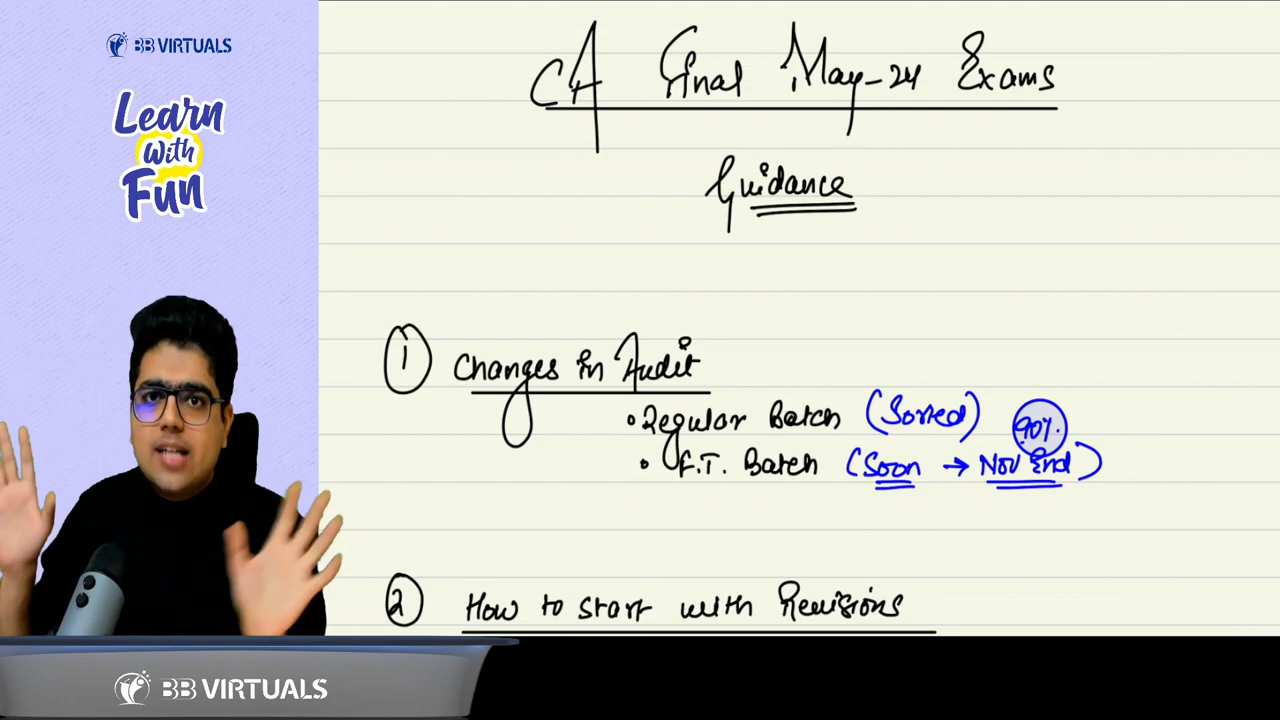 BB VIRTUALS
Learn
With
Fun
CA Final May-24 Exams
Guidance
① Changes in Audit
• Regular Batch (Sorted) 90%.
• F.T. Batch (Soon → Nov End)
② How to start with Revisions
BB VIRTUALS